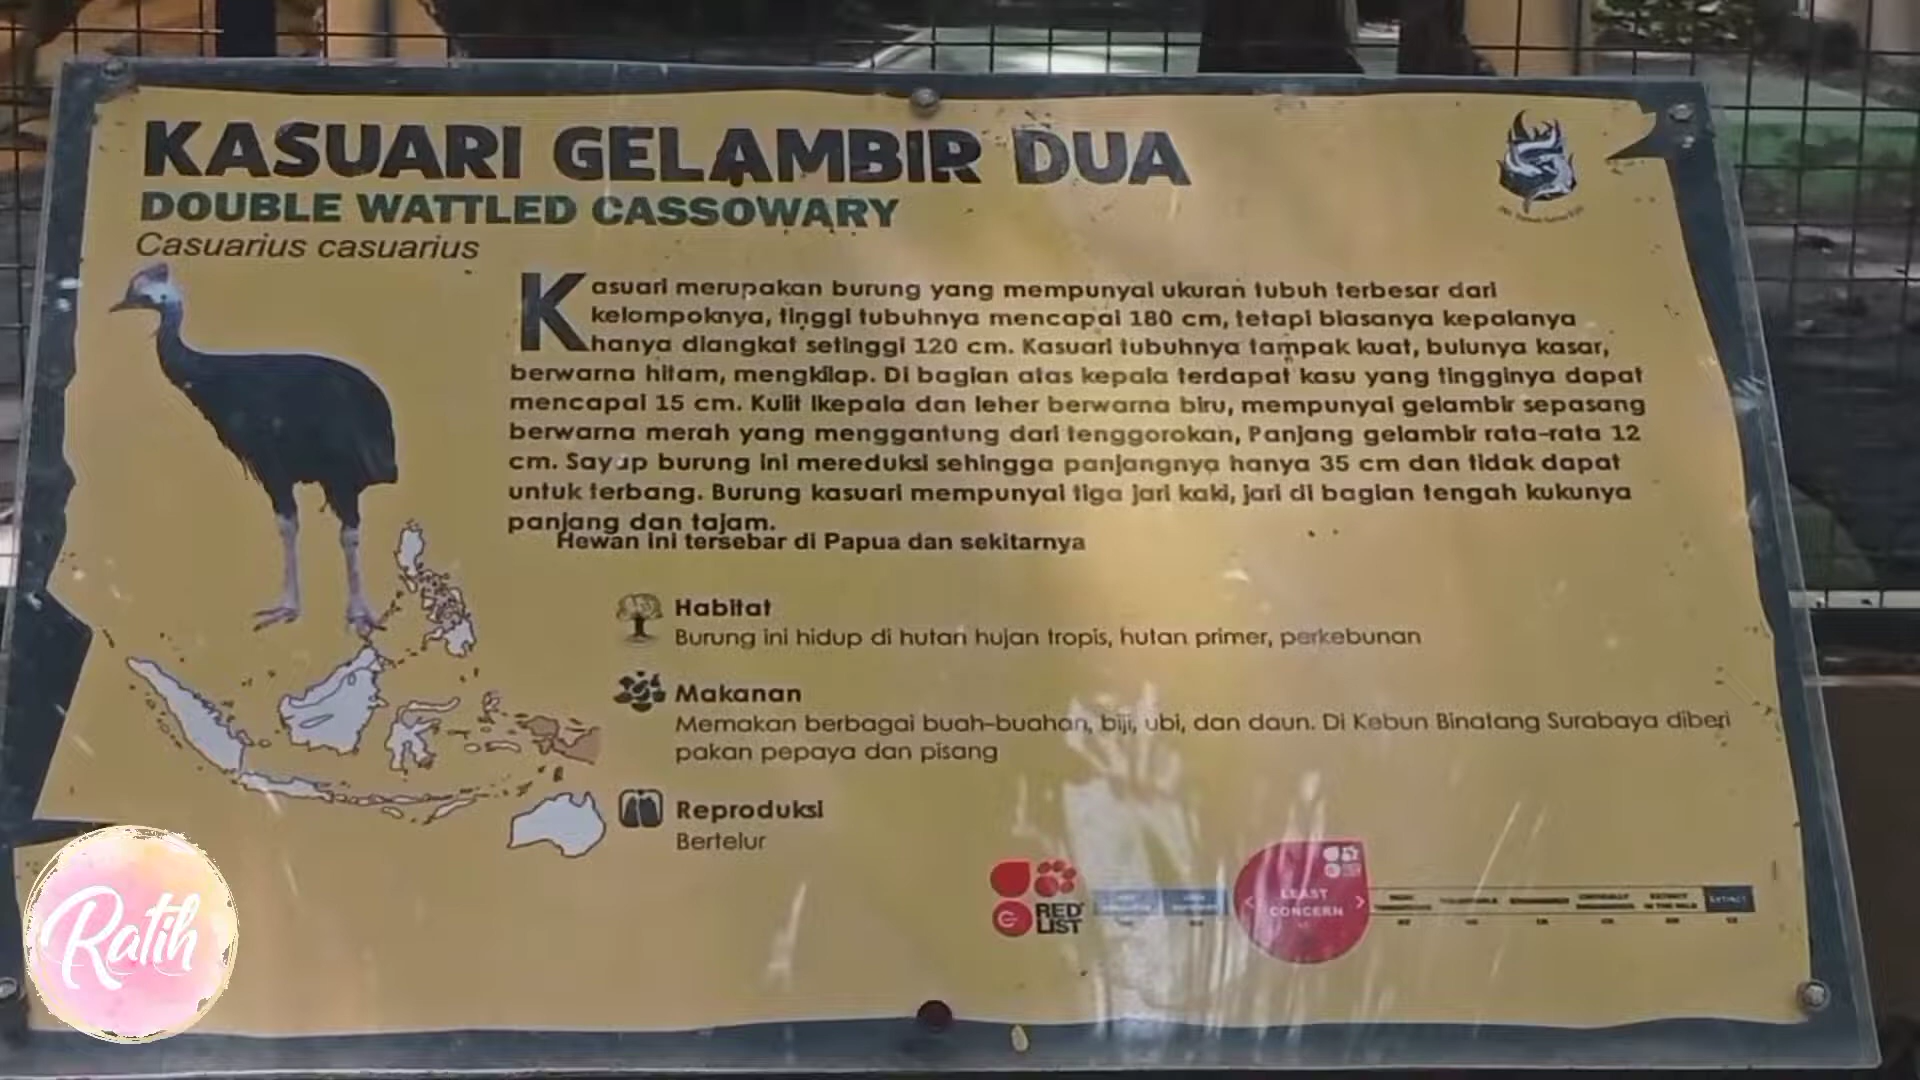 KASUARI GELAMBIR DUA
DOUBLE WATTLED CASSOWARY
Casuarius casuarius
Kasuari merupakan burung yang mempunyai ukuran tubuh terbesar dari
kelompoknya, tinggi tubuhnya mencapai 180 cm, tetapi biasanya kepalanya
hanya diangkat setinggi 120 cm. Kasuari tubuhnya tampak kuat, bulunya kasar,
berwarna hitam, mengkilap. Di bagian atas kepala terdapat kasu yang tingginya dapat
mencapai 15 cm. Kulit lkepala dan leher berwarna biru, mempunyai gelambir sepasang
berwarna merah yang menggantung dari tenggorokan, Panjang gelambir rata-rata 12
cm. Sayap burung ini mereduksi sehingga panjangnya hanya 35 cm dan tidak dapat
untuk terbang. Burung kasuari mempunyai tiga jari kaki, jari di bagian tengah kukunya
panjang dan tajam.
Hewan ini tersebar di Papua dan sekitarnya
Habitat
Burung ini hidup di hutan hujan tropis, hutan primer, perkebunan
Makanan
Memakan berbagai buah-buahan, biji, ubi, dan daun. Di Kebun Binatang Surabaya diberi
pakan pepaya dan pisang
Reproduksi
Bertelur
RED
LIST
LEAST
CONCERN
EXTINCT
Ratih